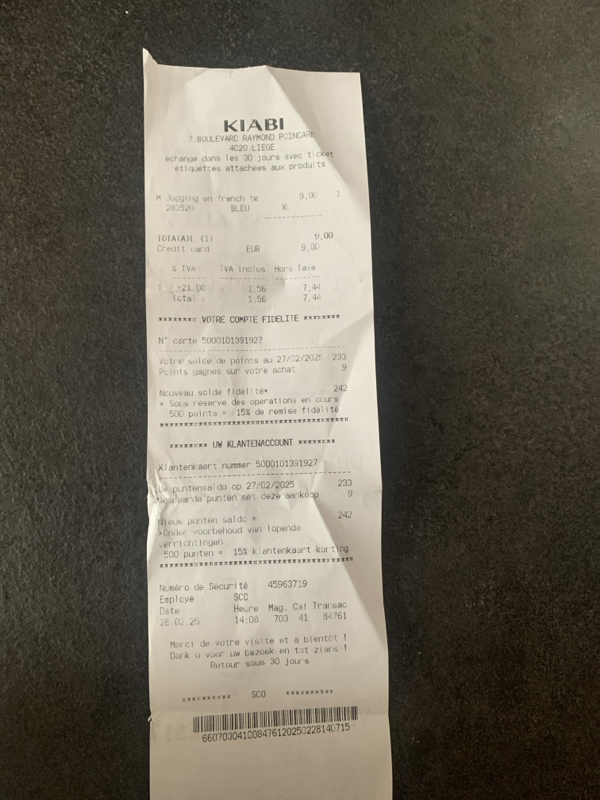 KIABI
7 BOULEVARD RAYMOND POINCARE
4020 LIEGE
échange dans les 30 jours avec ticket
étiquettes attachées aux produits
M Jogging en french te 9,00 1
BLEU XL
TOTA(A)L (1) 9,00
Credit card EUR 9,00
% TVA TVA inclus Hors Taxe
1 21,00 1,56 7,44
Total : 1,56 7,44
******** VOTRE COMPTE FIDELITE ********
N° carte 5000101391927
Votre solde de points au 27/02/2025 233
Points gagnes sur votre achat 9
Nouveau solde fidelite* 242
* Sous réserve des opérations en cours
500 points = 15% de remise fidélité
******** UW KLANTENACCOUNT ********
Klantenkaart nummer 5000101391927
Uw puntensaldo op 27/02/2025 233
Gespaarde punten met deze aankoop 9
Nieuw punten saldo * 242
*Onder voorbehoud van lopende
verrichtingen
500 punten = 15% klantenkaart korting
Numéro de Sécurité 45963719
Employé: SCO
Date Heure Mag. Cai Transac
28.02.25 14:08 703 41 84761
Merci de votre visite et à bientôt !
Dank u voor uw bezoek en tot ziens !
Retour sous 30 jours
********** SCO **********
660703041008476120250228140715